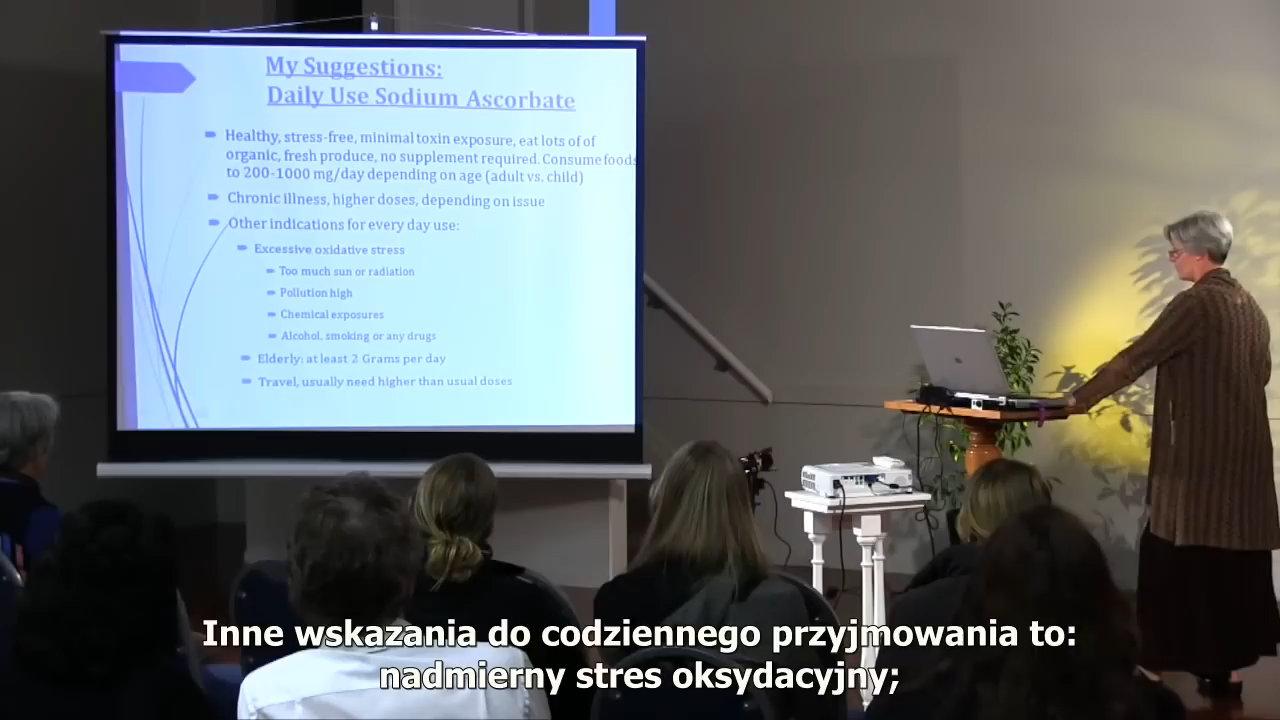 My Suggestions:
Daily Use Sodium Ascorbate
Healthy, stress-free, minimal toxin exposure, eat lots of of
organic, fresh produce, no supplement required. Consume foods
to 200-1000 mg/day depending on age (adult vs. child)
Chronic illness, higher doses, depending on issue
Other indications for every day use:
Excessive oxidative stress
Too much sun or radiation
Pollution high
Chemical exposures
Alcohol, smoking or any drugs
Elderly: at least 2 Grams per day
Travel, usually need higher than usual doses
Inne wskazania do codziennego przyjmowania to:
nadmierny stres oksydacyjny;